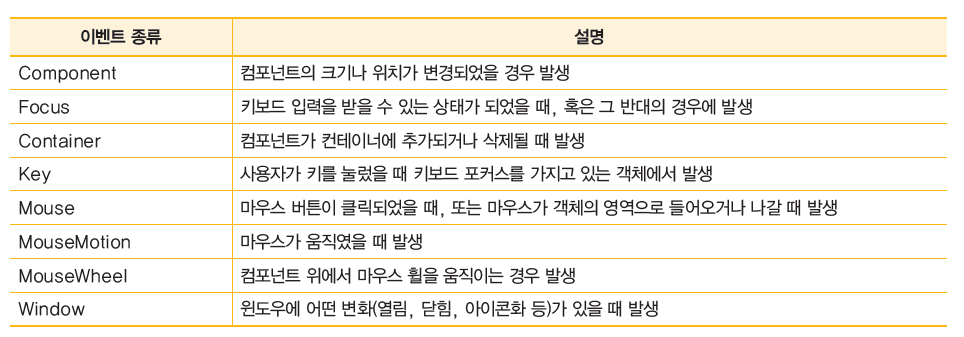 이벤트 종류 설명
Component 컴포넌트의 크기나 위치가 변경되었을 경우 발생
Focus 키보드 입력을 받을 수 있는 상태가 되었을 때, 혹은 그 반대의 경우에 발생
Container 컴포넌트가 컨테이너에 추가되거나 삭제될 때 발생
Key 사용자가 키를 눌렀을 때 키보드 포커스를 가지고 있는 객체에서 발생
Mouse 마우스 버튼이 클릭되었을 때, 또는 마우스가 객체의 영역으로 들어오거나 나갈 때 발생
MouseMotion 마우스가 움직였을 때 발생
MouseWheel 컴포넌트 위에서 마우스 휠을 움직이는 경우 발생
Window 윈도우에 어떤 변화(열림, 닫힘, 아이콘화 등)가 있을 때 발생